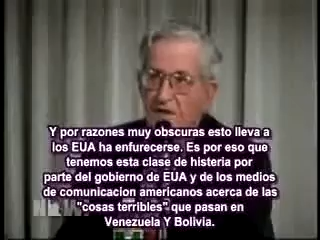 Y por razones muy obscuras esto lleva a
los EUA ha enfurecerse. Es por eso que
tenemos esta clase de histeria por
parte del gobierno de EUA y de los medios
de comunicacion americanos acerca de las
"cosas terribles" que pasan en
Venezuela Y Bolivia.